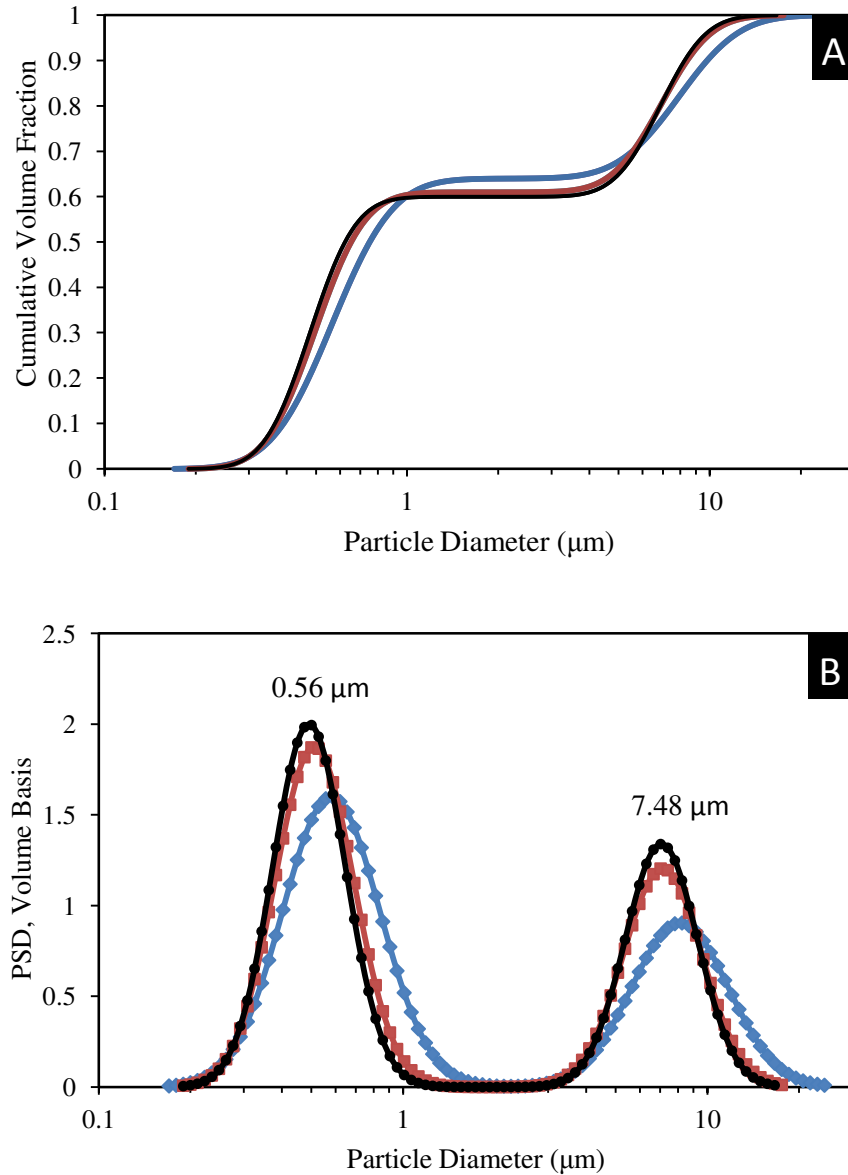 1
0.9
0.8
0.7
0.6
0.5
0.4
0.3
0.2
0.1
0
A
Cumulative Volume Fraction
0.1
1
10
Particle Diameter (μm)
2.5
2
1.5
1
0.5
0
B
0.56 μm
7.48 μm
PSD, Volume Basis
0.1
1
10
Particle Diameter (μm)